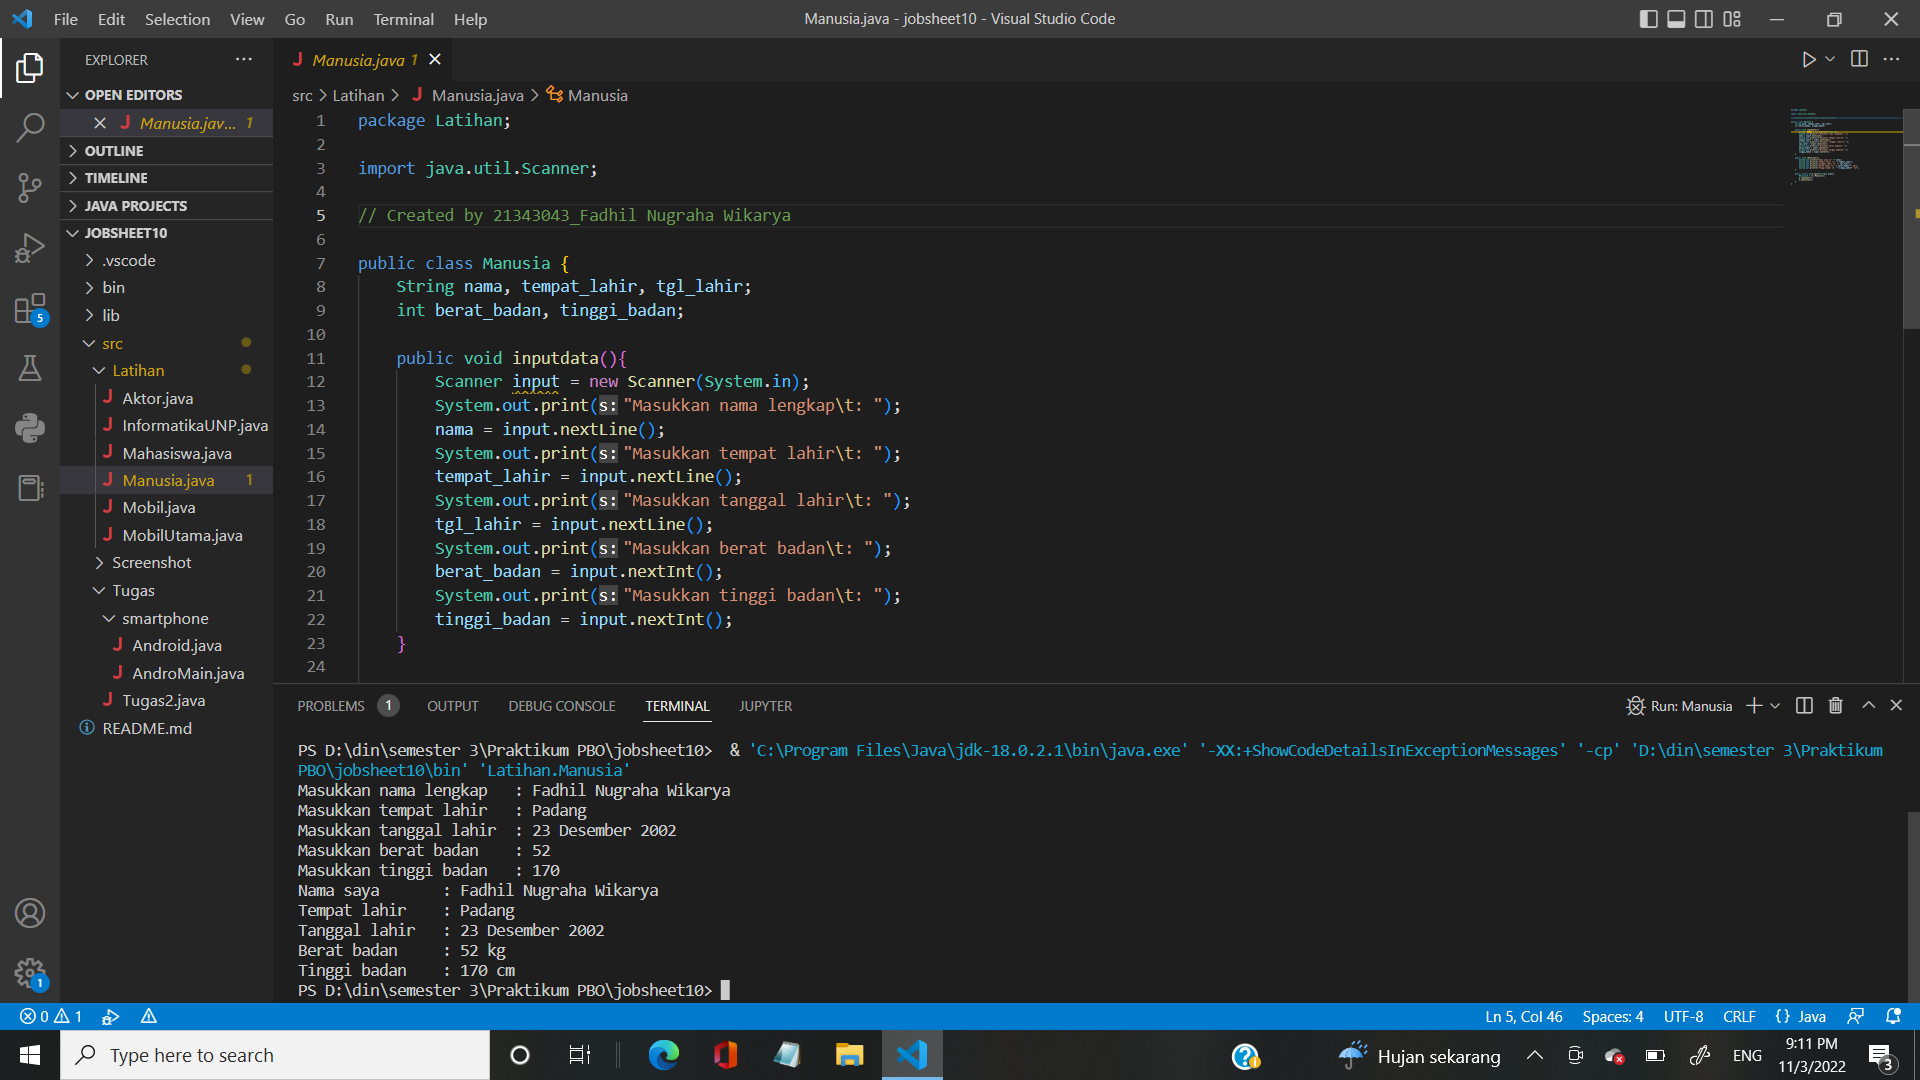 File Edit Selection View Go Run Terminal Help
Manusia.java - jobsheet10 - Visual Studio Code
EXPLORER
OPEN EDITORS
Manusia.jav... 1
OUTLINE
TIMELINE
JAVA PROJECTS
JOBSHEET10
.vscode
bin
lib
src
Latihan
Aktor.java
InformatikaUNP.java
Mahasiswa.java
Manusia.java 1
Mobil.java
MobilUtama.java
Screenshot
Tugas
smartphone
Android.java
AndroMain.java
Tugas2.java
README.md
5
1
Manusia.java 1
src > Latihan > Manusia.java > Manusia
1 package Latihan;
2
3 import java.util.Scanner;
4
5 // Created by 21343043_Fadhil Nugraha Wikarya
6
7 public class Manusia {
8 String nama, tempat_lahir, tgl_lahir;
9 int berat_badan, tinggi_badan;
10
11 public void inputdata(){
12 Scanner input = new Scanner(System.in);
13 System.out.print(s: "Masukkan nama lengkap\t: ");
14 nama = input.nextLine();
15 System.out.print(s: "Masukkan tempat lahir\t: ");
16 tempat_lahir = input.nextLine();
17 System.out.print(s: "Masukkan tanggal lahir\t: ");
18 tgl_lahir = input.nextLine();
19 System.out.print(s: "Masukkan berat badan\t: ");
20 berat_badan = input.nextInt();
21 System.out.print(s: "Masukkan tinggi badan\t: ");
22 tinggi_badan = input.nextInt();
23 }
24
PROBLEMS 1 OUTPUT DEBUG CONSOLE TERMINAL JUPYTER
Run: Manusia
PS D:\din\semester 3\Praktikum PBO\jobsheet10> & 'C:\Program Files\Java\jdk-18.0.2.1\bin\java.exe' '-XX:+ShowCodeDetailsInExceptionMessages' '-cp' 'D:\din\semester 3\Praktikum
PBO\jobsheet10\bin' 'Latihan.Manusia'
Masukkan nama lengkap : Fadhil Nugraha Wikarya
Masukkan tempat lahir : Padang
Masukkan tanggal lahir : 23 Desember 2002
Masukkan berat badan : 52
Masukkan tinggi badan : 170
Nama saya : Fadhil Nugraha Wikarya
Tempat lahir : Padang
Tanggal lahir : 23 Desember 2002
Berat badan : 52 kg
Tinggi badan : 170 cm
PS D:\din\semester 3\Praktikum PBO\jobsheet10>
0 1
Ln 5, Col 46 Spaces: 4 UTF-8 CRLF {} Java
Type here to search
Hujan sekarang
ENG
9:11 PM
11/3/2022
3